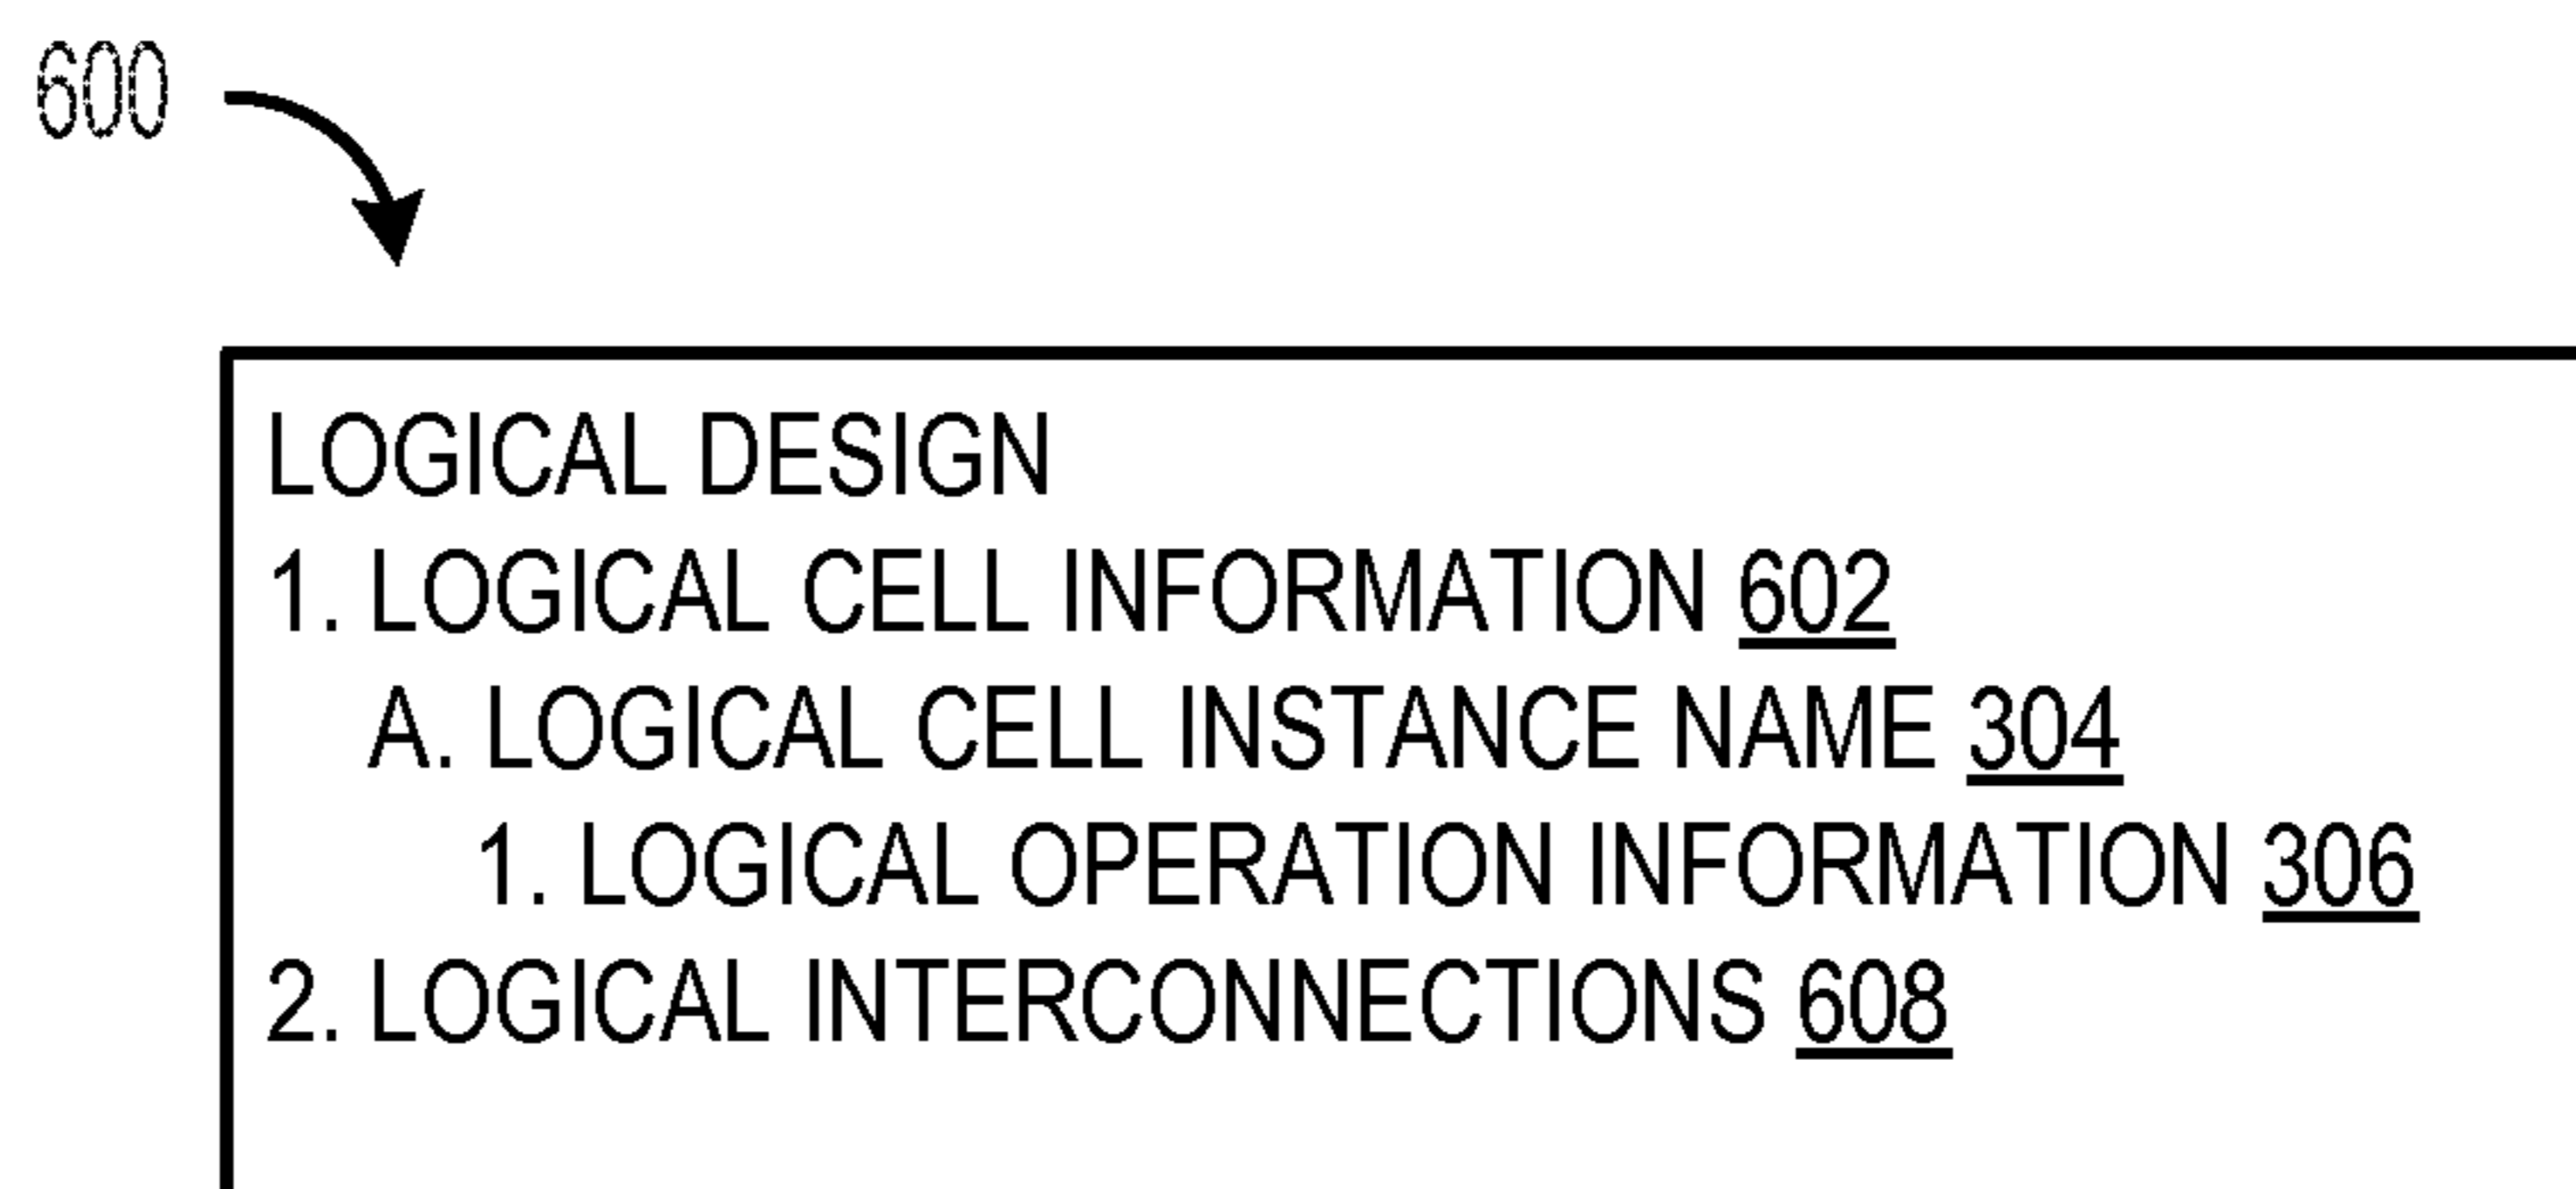 600
LOGICAL DESIGN
1. LOGICAL CELL INFORMATION 602
A. LOGICAL CELL INSTANCE NAME 304
1. LOGICAL OPERATION INFORMATION 306
2. LOGICAL INTERCONNECTIONS 608